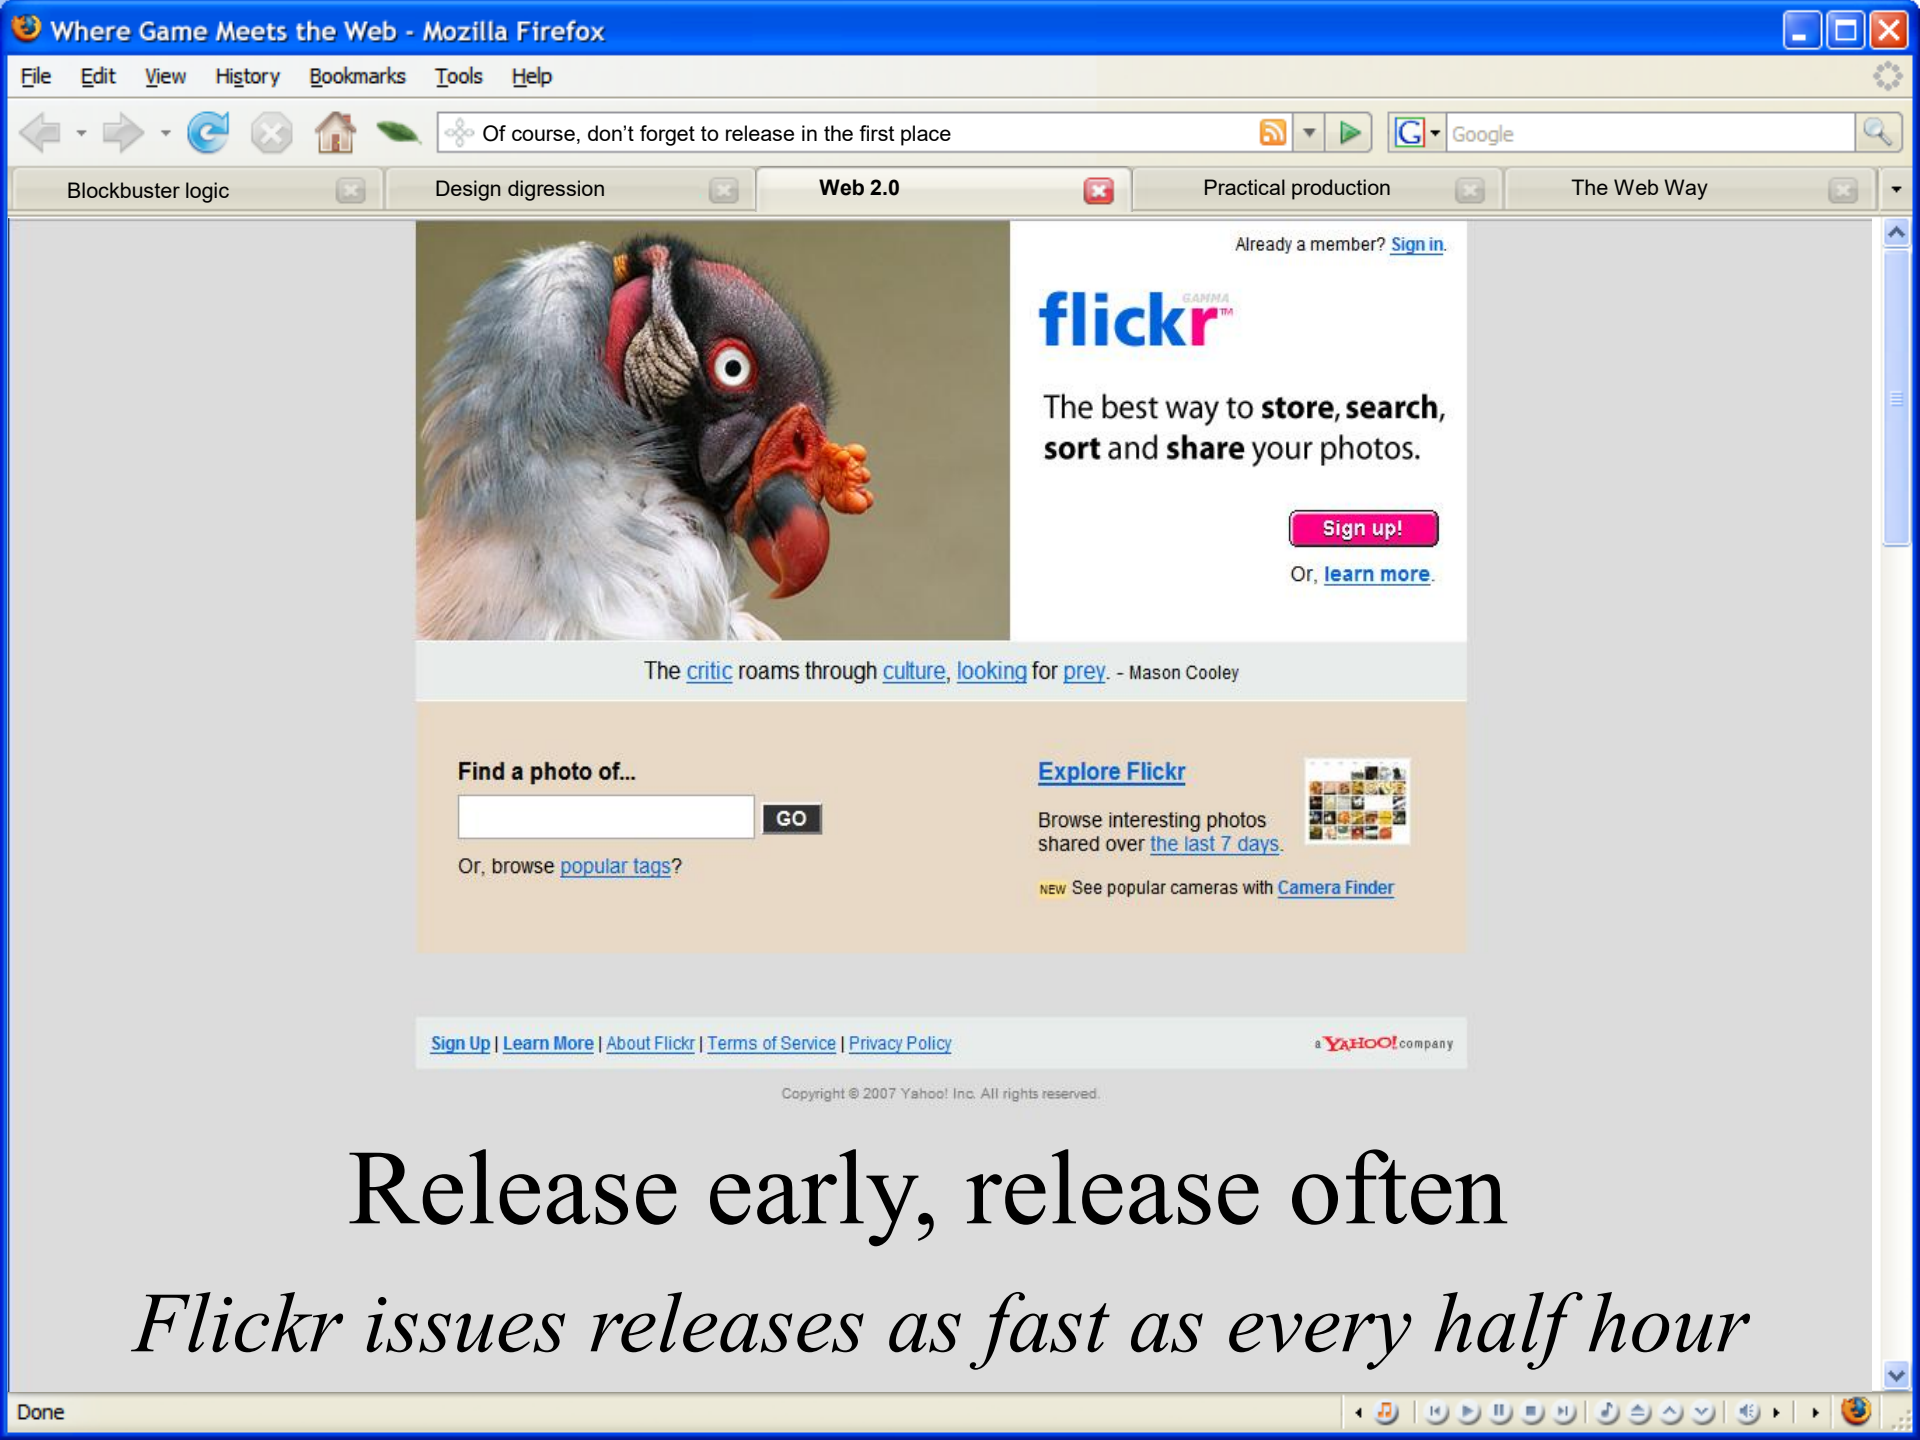 Where Game Meets the Web - Mozilla Firefox
File Edit View History Bookmarks Tools Help
Of course, don't forget to release in the first place
G Google
Blockbuster logic Design digression Web 2.0 Practical production The Web Way
Already a member? Sign in.
flickr GAMMA TM
The best way to store, search,
sort and share your photos.
Sign up!
Or, learn more.
The critic roams through culture, looking for prey. - Mason Cooley
Find a photo of...
GO
Or, browse popular tags?
Explore Flickr
Browse interesting photos
shared over the last 7 days.
NEW See popular cameras with Camera Finder
Sign Up | Learn More | About Flickr | Terms of Service | Privacy Policy
a YAHOO! company
Copyright © 2007 Yahoo! Inc. All rights reserved.
Release early, release often
Flickr issues releases as fast as every half hour
Done